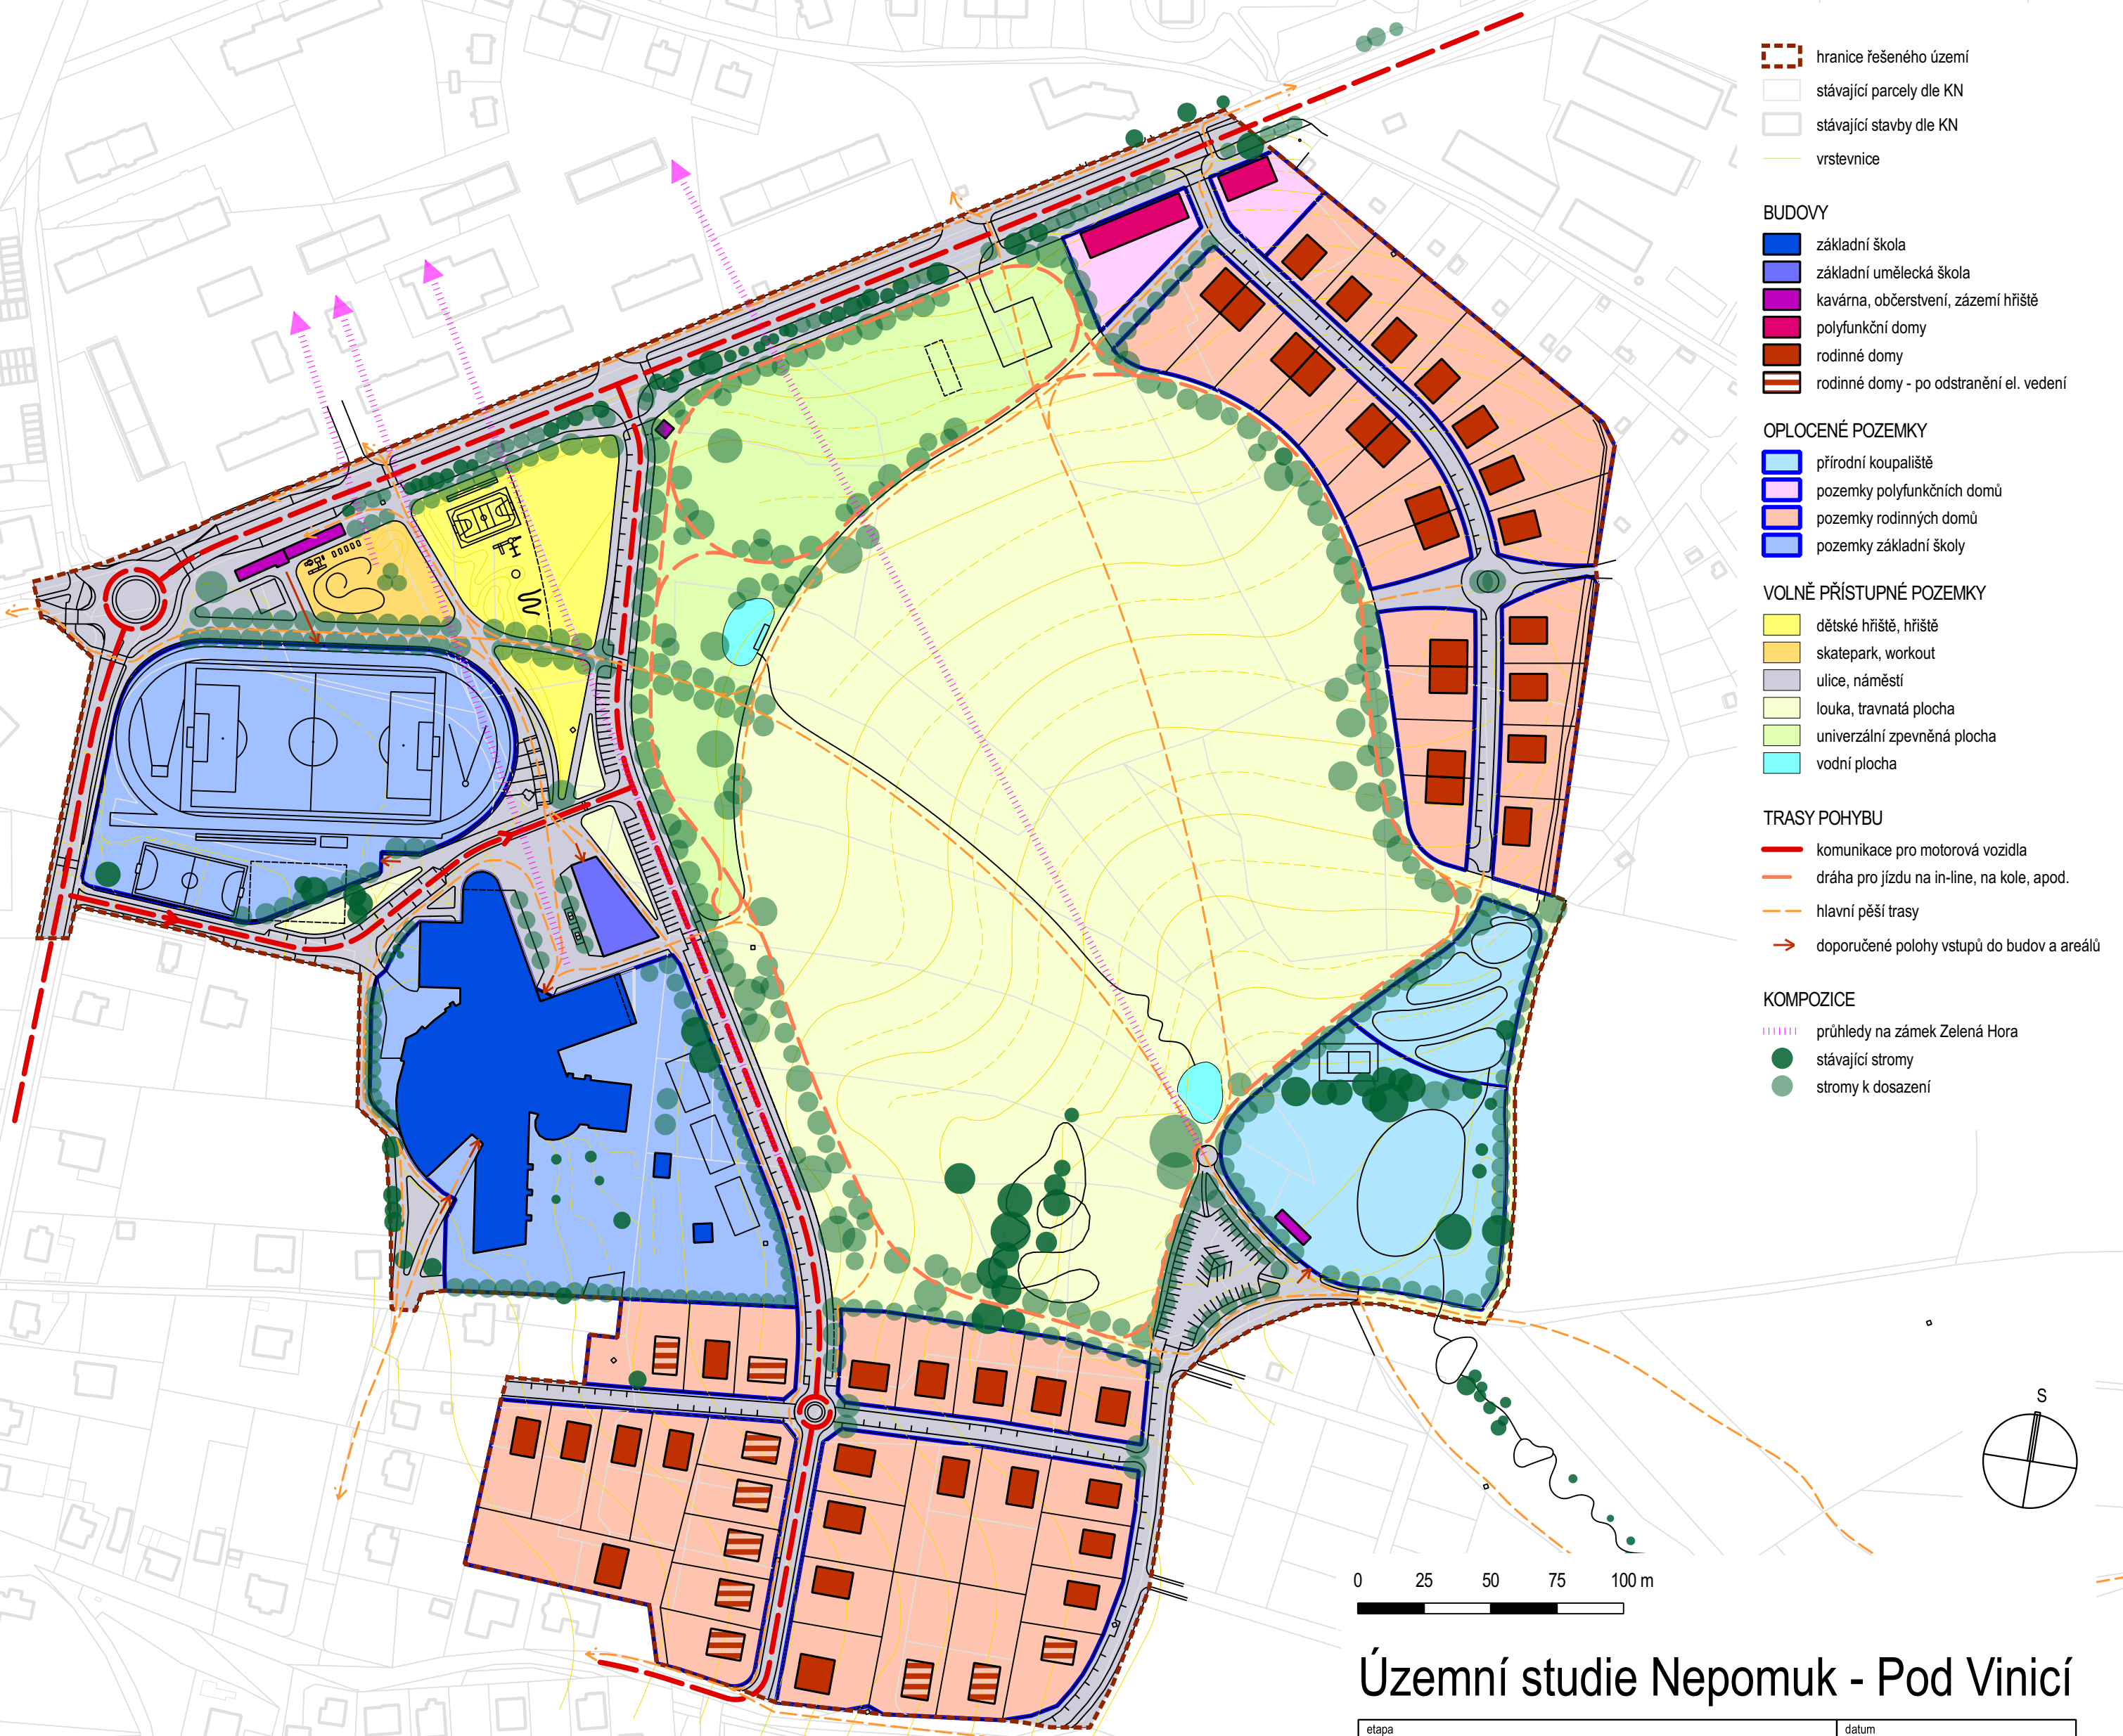 hranice řešeného území
stávající parcely dle KN
stávající stavby dle KN
vrstevnice
BUDOVY
základní škola
základní umělecká škola
kavárna, občerstvení, zázemí hřiště
polyfunkční domy
rodinné domy
rodinné domy - po odstranění el. vedení
OPLOCENÉ POZEMKY
přírodní koupaliště
pozemky polyfunkčních domů
pozemky rodinných domů
pozemky základní školy
VOLNĚ PŘÍSTUPNÉ POZEMKY
dětské hřiště, hřiště
skatepark, workout
ulice, náměstí
louka, travnatá plocha
univerzální zpevněná plocha
vodní plocha
TRASY POHYBU
komunikace pro motorová vozidla
dráha pro jízdu na in-line, na kole, apod.
hlavní pěší trasy
doporučené polohy vstupů do budov a areálů
KOMPOZICE
průhledy na zámek Zelená Hora
stávající stromy
stromy k dosazení
S
0 25 50 75 100 m
Územní studie Nepomuk - Pod Vinicí
etapa datum